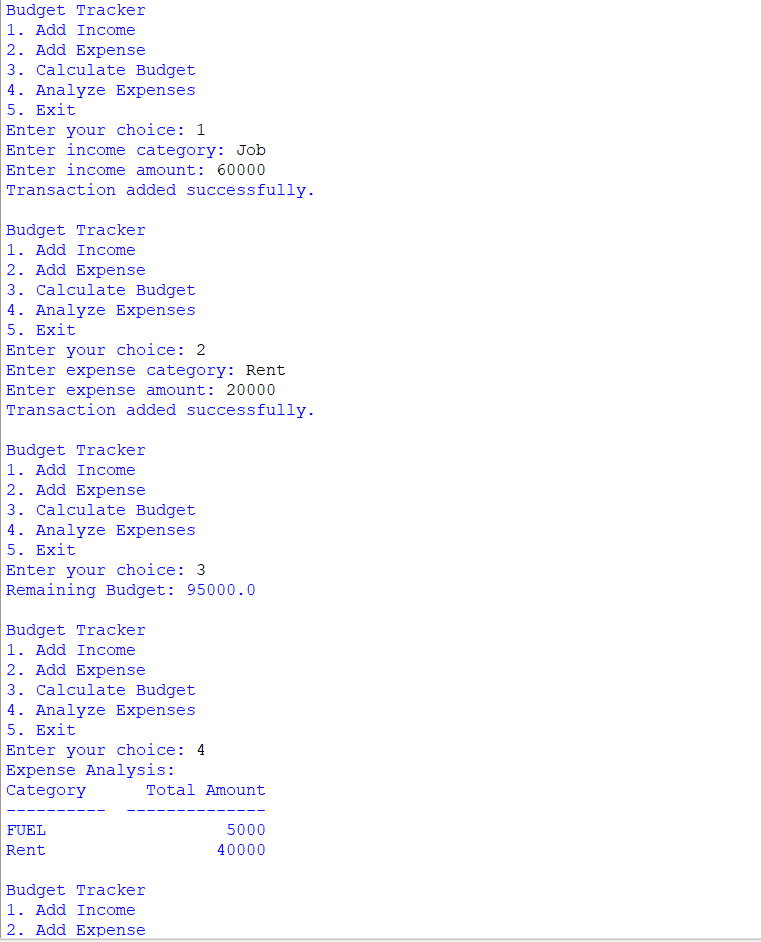 Budget Tracker
1. Add Income
2. Add Expense
3. Calculate Budget
4. Analyze Expenses
5. Exit
Enter your choice: 1
Enter income category: Job
Enter income amount: 60000
Transaction added successfully.

Budget Tracker
1. Add Income
2. Add Expense
3. Calculate Budget
4. Analyze Expenses
5. Exit
Enter your choice: 2
Enter expense category: Rent
Enter expense amount: 20000
Transaction added successfully.

Budget Tracker
1. Add Income
2. Add Expense
3. Calculate Budget
4. Analyze Expenses
5. Exit
Enter your choice: 3
Remaining Budget: 95000.0

Budget Tracker
1. Add Income
2. Add Expense
3. Calculate Budget
4. Analyze Expenses
5. Exit
Enter your choice: 4
Expense Analysis:
Category      Total Amount
----------  --------------
FUEL                  5000
Rent                 40000

Budget Tracker
1. Add Income
2. Add Expense